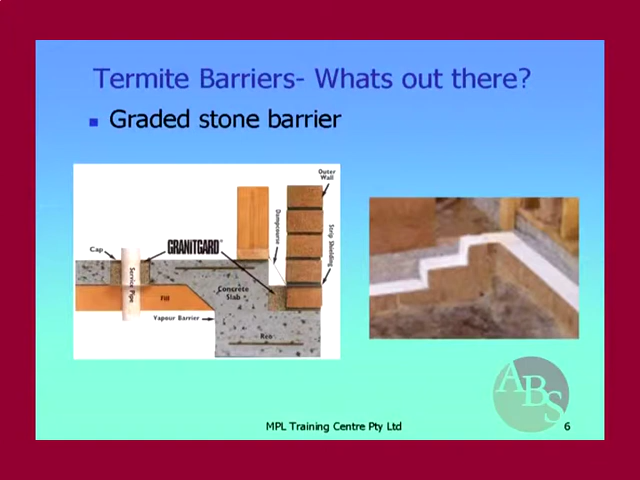 Termite Barriers- Whats out there?
Graded stone barrier
Outer
Wall
Dampcourse
Strip Shielding
GRANITGARD
Cap
Service Pipe
Fill
Concrete
Slab
Vapour Barrier
Reo
ABS
MPL Training Centre Pty Ltd
6